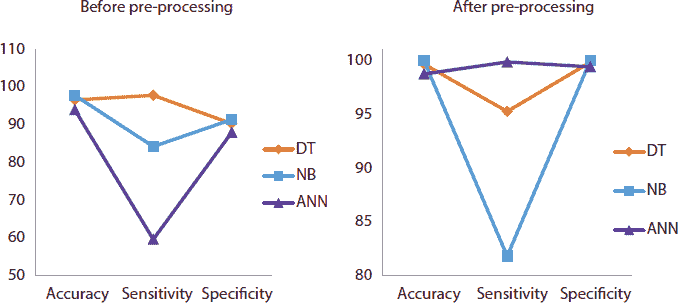 Before pre-processing
110
100
90
80
70
60
50
Accuracy Sensitivity Specificity
DT
NB
ANN
After pre-processing
100
95
90
85
80
Accuracy Sensitivity Specificity
DT
NB
ANN